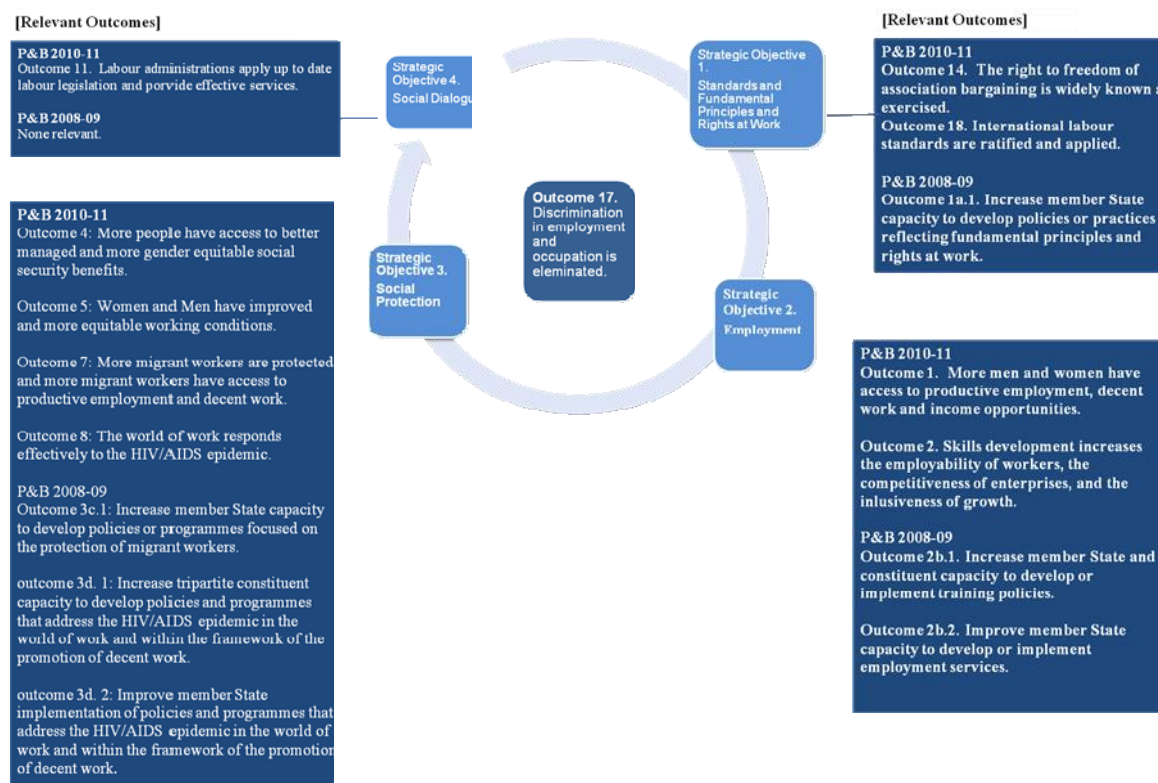 [Relevant Outcomes]
P&B 2010-11
Outcome 11. Labour administrations apply up to date
labour legislation and porvide effective services.
P&B 2008-09
None relevant.
P&B 2010-11
Outcome 4: More people have access to better
managed and more gender equitable social
security benefits.
Outcome 5: Women and Men have improved
and more equitable working conditions.
Outcome 7: More migrant workers are protected
and more migrant workers have access to
productive employment and decent work.
Outcome 8: The world of work responds
effectively to the HIV/AIDS epidemic.
P&B 2008-09
Outcome 3c.1: Increase member State capacity
to develop policies or programmes focused on
the protection of migrant workers.
outcome 3d. 1: Increase tripartite constituent
capacity to develop policies and programmes
that address the HIV/AIDS epidemic in the
world of work and within the framework of the
promotion of decent work.
outcome 3d. 2: Improve member State
implementation of policies and programmes that
address the HIV/AIDS epidemic in the world of
work and within the framework of the promotion
of decent work.
Strategic
Objective 4.
Social Dialogu
Strategic Objective
1.
Standards and
Fundamental
Principles and
Rights at Work
Outcome 17.
Discrimination
in employment
and
occupation is
eleminated.
Strategic
Objective 3.
Social
Protection
Strategic
Objective 2.
Employment
[Relevant Outcomes]
P&B 2010-11
Outcome 14. The right to freedom of
association bargaining is widely known a
exercised.
Outcome 18. International labour
standards are ratified and applied.
P&B 2008-09
Outcome 1a.1. Increase member State
capacity to develop policies or practices
reflecting fundamental principles and
rights at work.
P&B 2010-11
Outcome 1. More men and women have
access to productive employment, decent
work and income opportunities.
Outcome 2. Skills development increases
the employability of workers, the
competitiveness of enterprises, and the
inlusiveness of growth.
P&B 2008-09
Outcome 2b.1. Increase member State and
constituent capacity to develop or
implement training policies.
Outcome 2b.2. Improve member State
capacity to develop or implement
employment services.